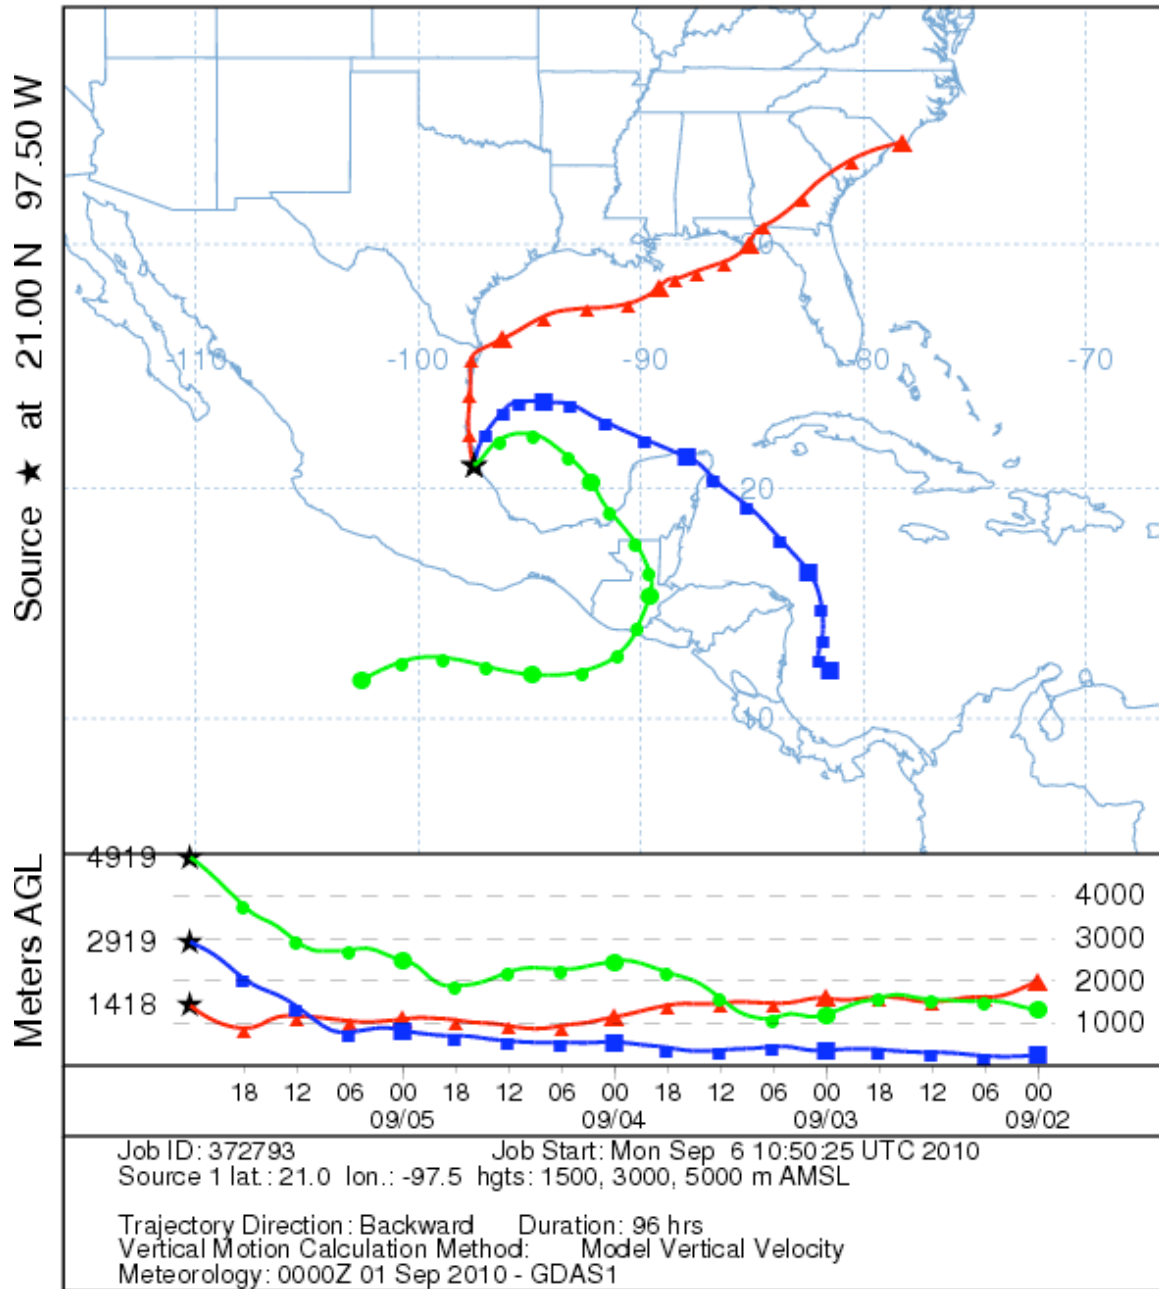 Source ★ at 21.00 N 97.50 W
30
-110 -100 -90 -80 -70
20
10
Meters AGL
4919
2919
1418
4000
3000
2000
1000
18 12 06 00 18 12 06 00 18 12 06 00 18 12 06 00
09/05 09/04 09/03 09/02
Job ID: 372793 Job Start: Mon Sep 6 10:50:25 UTC 2010
Source 1 lat.: 21.0 lon.: -97.5 hgts: 1500, 3000, 5000 m AMSL
Trajectory Direction: Backward Duration: 96 hrs
Vertical Motion Calculation Method: Model Vertical Velocity
Meteorology: 0000Z 01 Sep 2010 - GDAS1